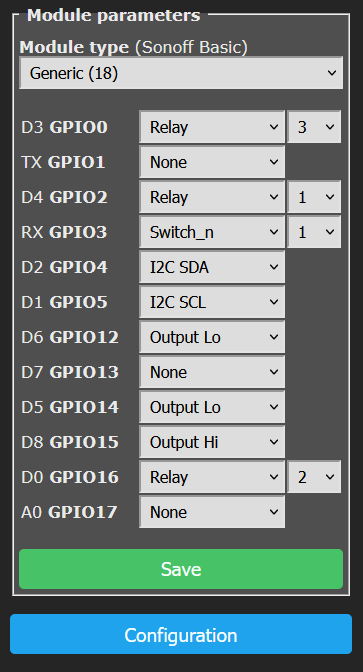 Module parameters
Module type (Sonoff Basic)
Generic (18)
D3 GPIO0 Relay 3
TX GPIO1 None
D4 GPIO2 Relay 1
RX GPIO3 Switch_n 1
D2 GPIO4 I2C SDA
D1 GPIO5 I2C SCL
D6 GPIO12 Output Lo
D7 GPIO13 None
D5 GPIO14 Output Lo
D8 GPIO15 Output Hi
D0 GPIO16 Relay 2
A0 GPIO17 None
Save
Configuration